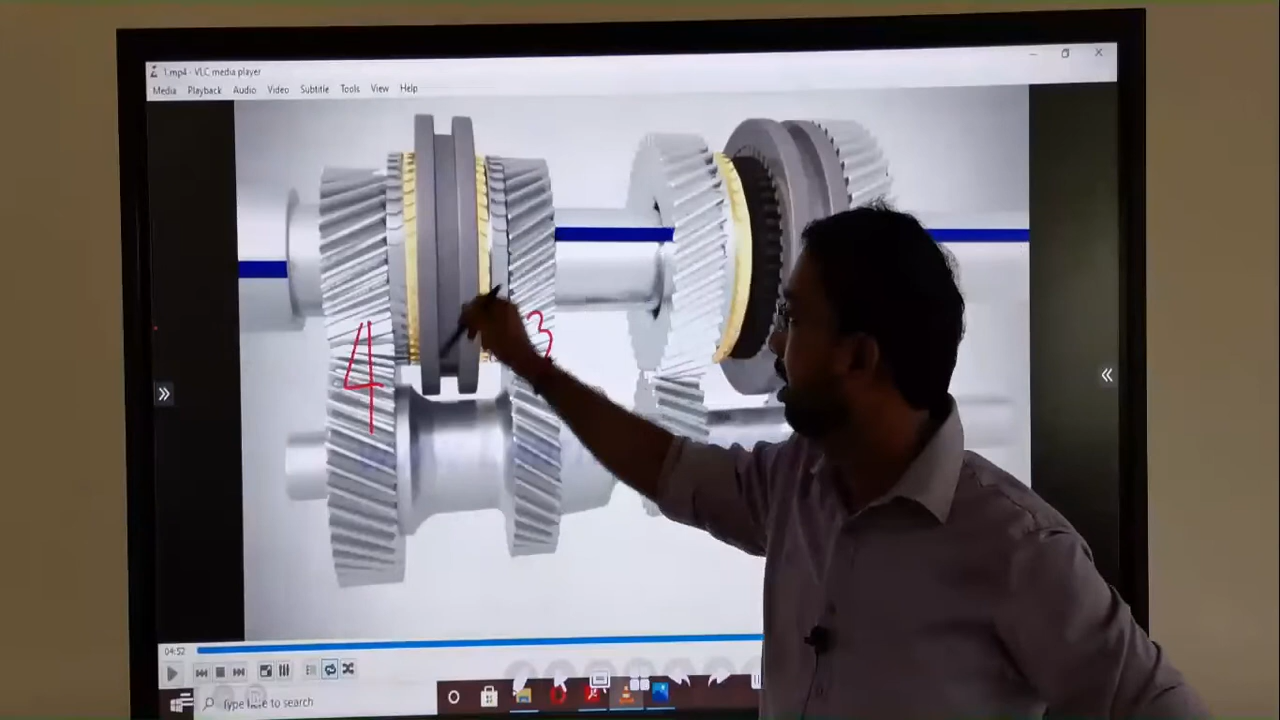 1.mp4 - VLC media player
Media Playback Audio Video Subtitle Tools View Help
4 3
04:52
Type here to search